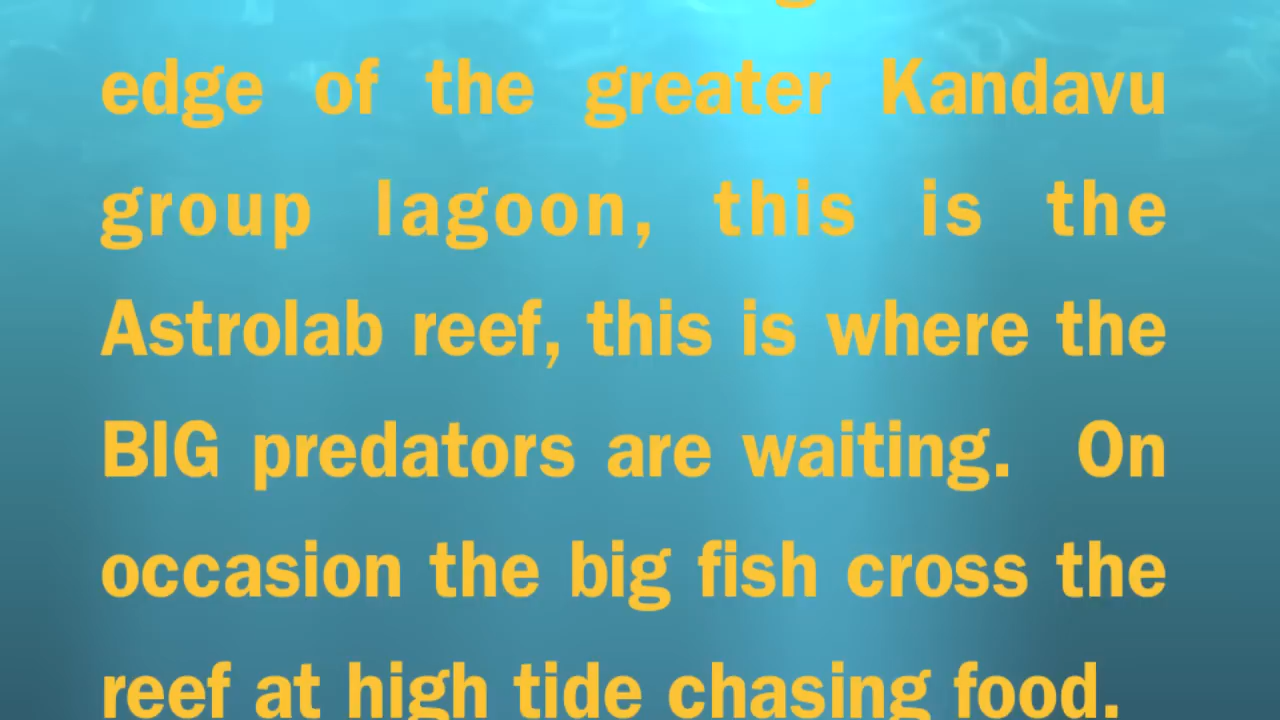 edge of the greater Kandavu
group lagoon, this is the
Astrolab reef, this is where the
BIG predators are waiting. On
occasion the big fish cross the
reef at high tide chasing food.